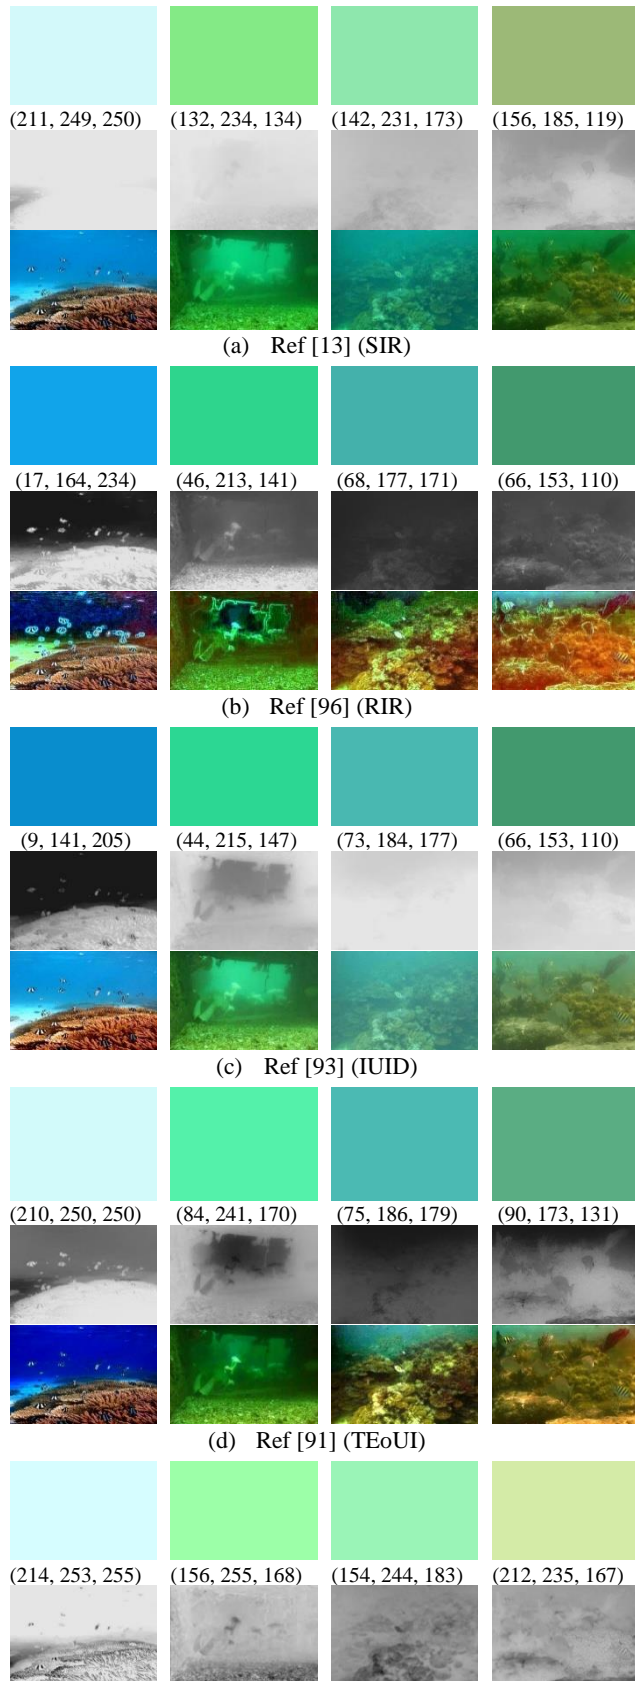 (211, 249, 250) (132, 234, 134) (142, 231, 173) (156, 185, 119)
(a) Ref [13] (SIR)
(17, 164, 234) (46, 213, 141) (68, 177, 171) (66, 153, 110)
(b) Ref [96] (RIR)
(9, 141, 205) (44, 215, 147) (73, 184, 177) (66, 153, 110)
(c) Ref [93] (IUID)
(210, 250, 250) (84, 241, 170) (75, 186, 179) (90, 173, 131)
(d) Ref [91] (TEoUI)
(214, 253, 255) (156, 255, 168) (154, 244, 183) (212, 235, 167)